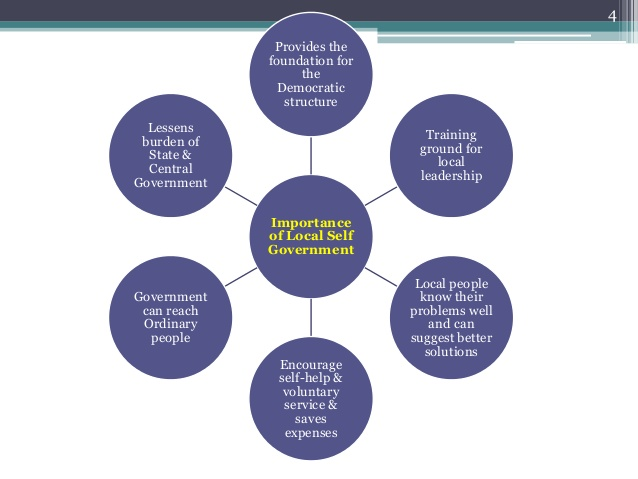 4
Provides the
foundation for
the
Democratic
structure
Training
ground for
local
leadership
Local people
know their
problems well
and can
suggest better
solutions
Encourage
self-help &
voluntary
service &
saves
expenses
Government
can reach
Ordinary
people
Lessens
burden of
State &
Central
Government
Importance
of Local Self
Government